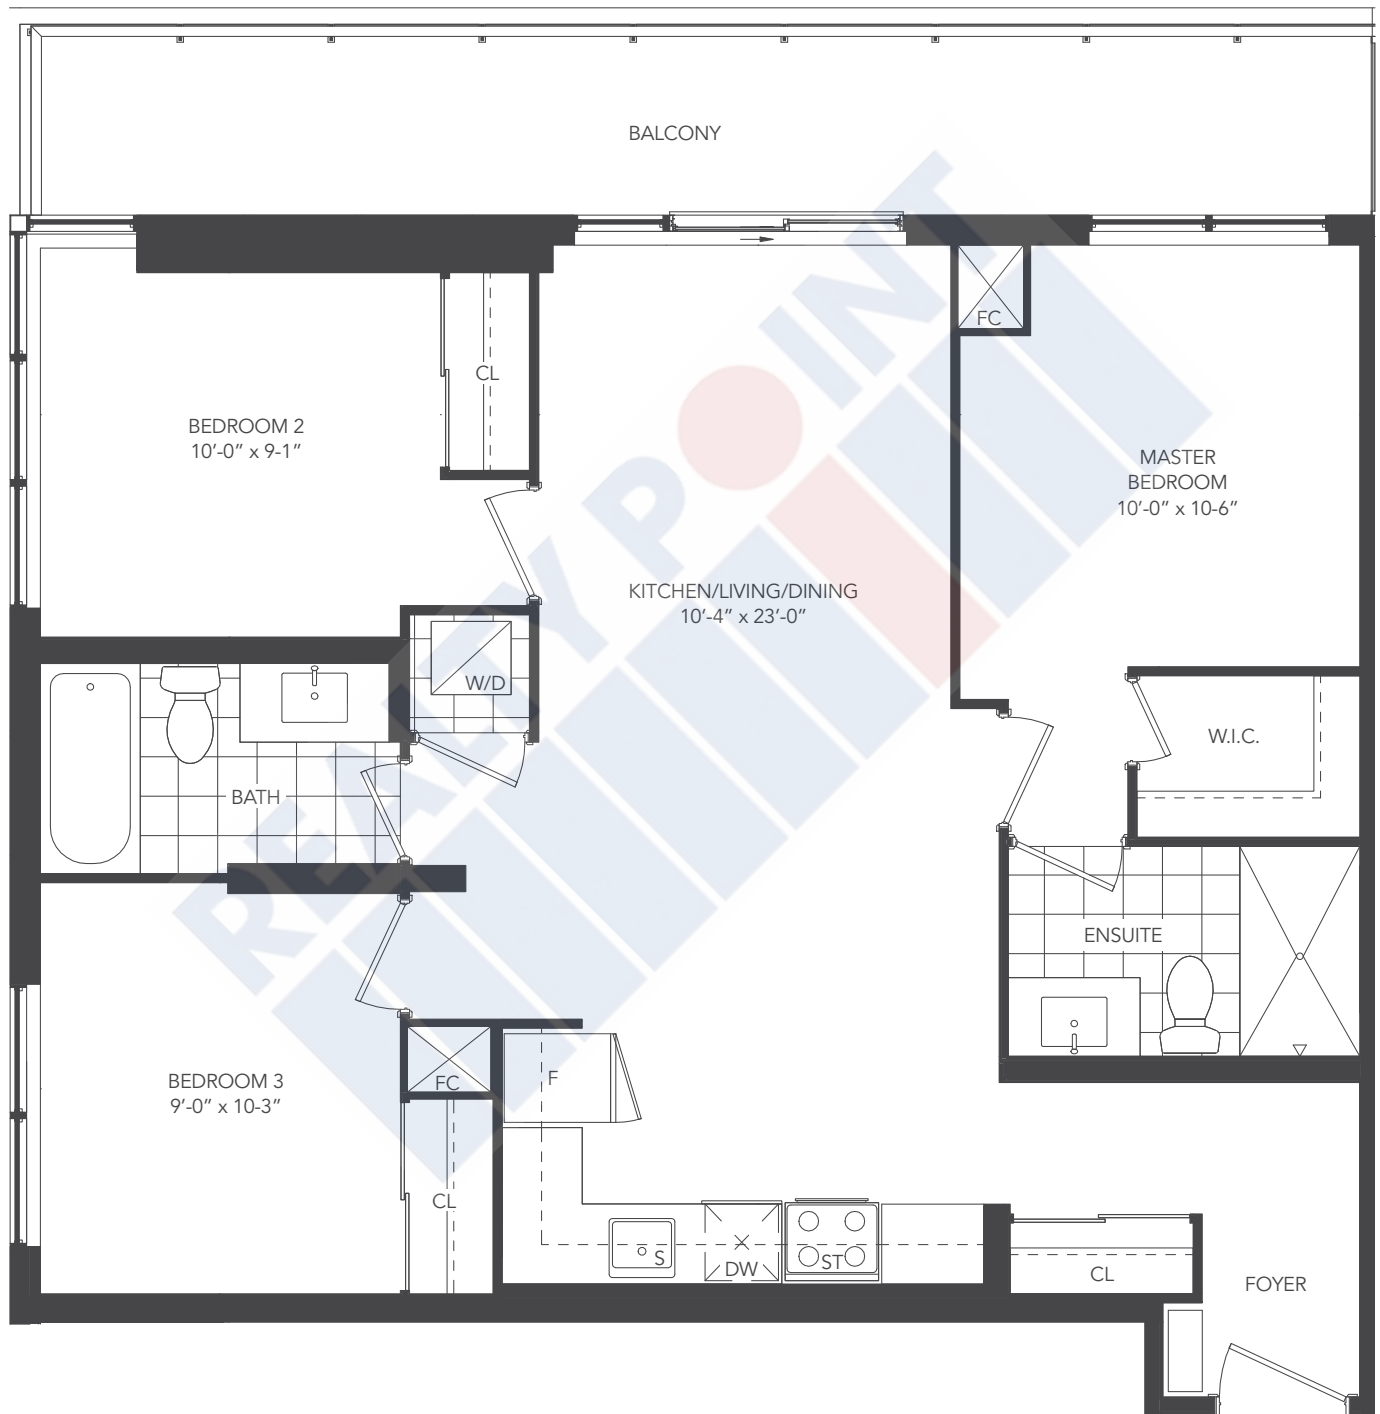 BALCONY
FC
CL
BEDROOM 2
10'-0" x 9-1"
MASTER
BEDROOM
10'-0" x 10-6"
KITCHEN/LIVING/DINING
10'-4" x 23'-0"
W/D
W.I.C.
BATH
ENSUITE
BEDROOM 3
9'-0" x 10-3"
FC
F
CL
S
DW
ST
CL
FOYER
REALTY POINT